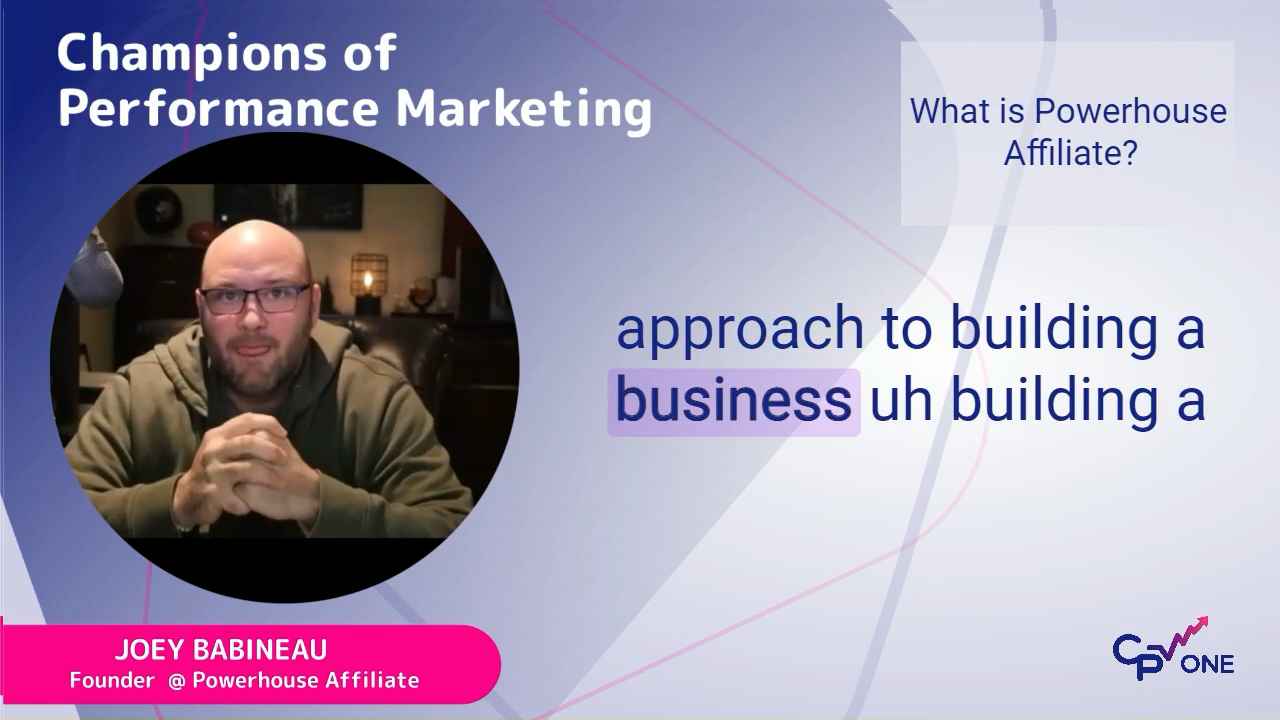 Champions of
Performance Marketing
What is Powerhouse
Affiliate?
approach to building a
business uh building a
JOEY BABINEAU
Founder @ Powerhouse Affiliate
CPV ONE